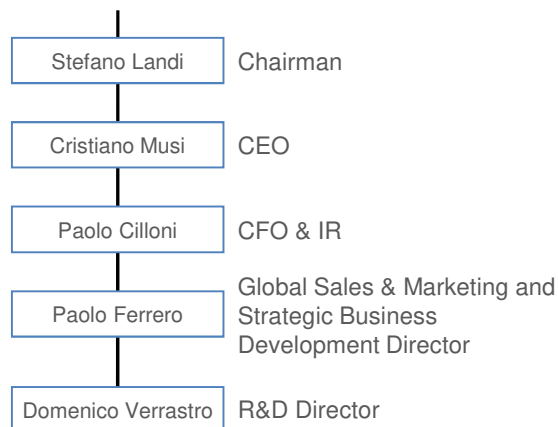 Stefano Landi Chairman
Cristiano Musi CEO
Paolo Cilloni CFO & IR
Paolo Ferrero
Global Sales & Marketing and
Strategic Business
Development Director
Domenico Verrastro R&D Director